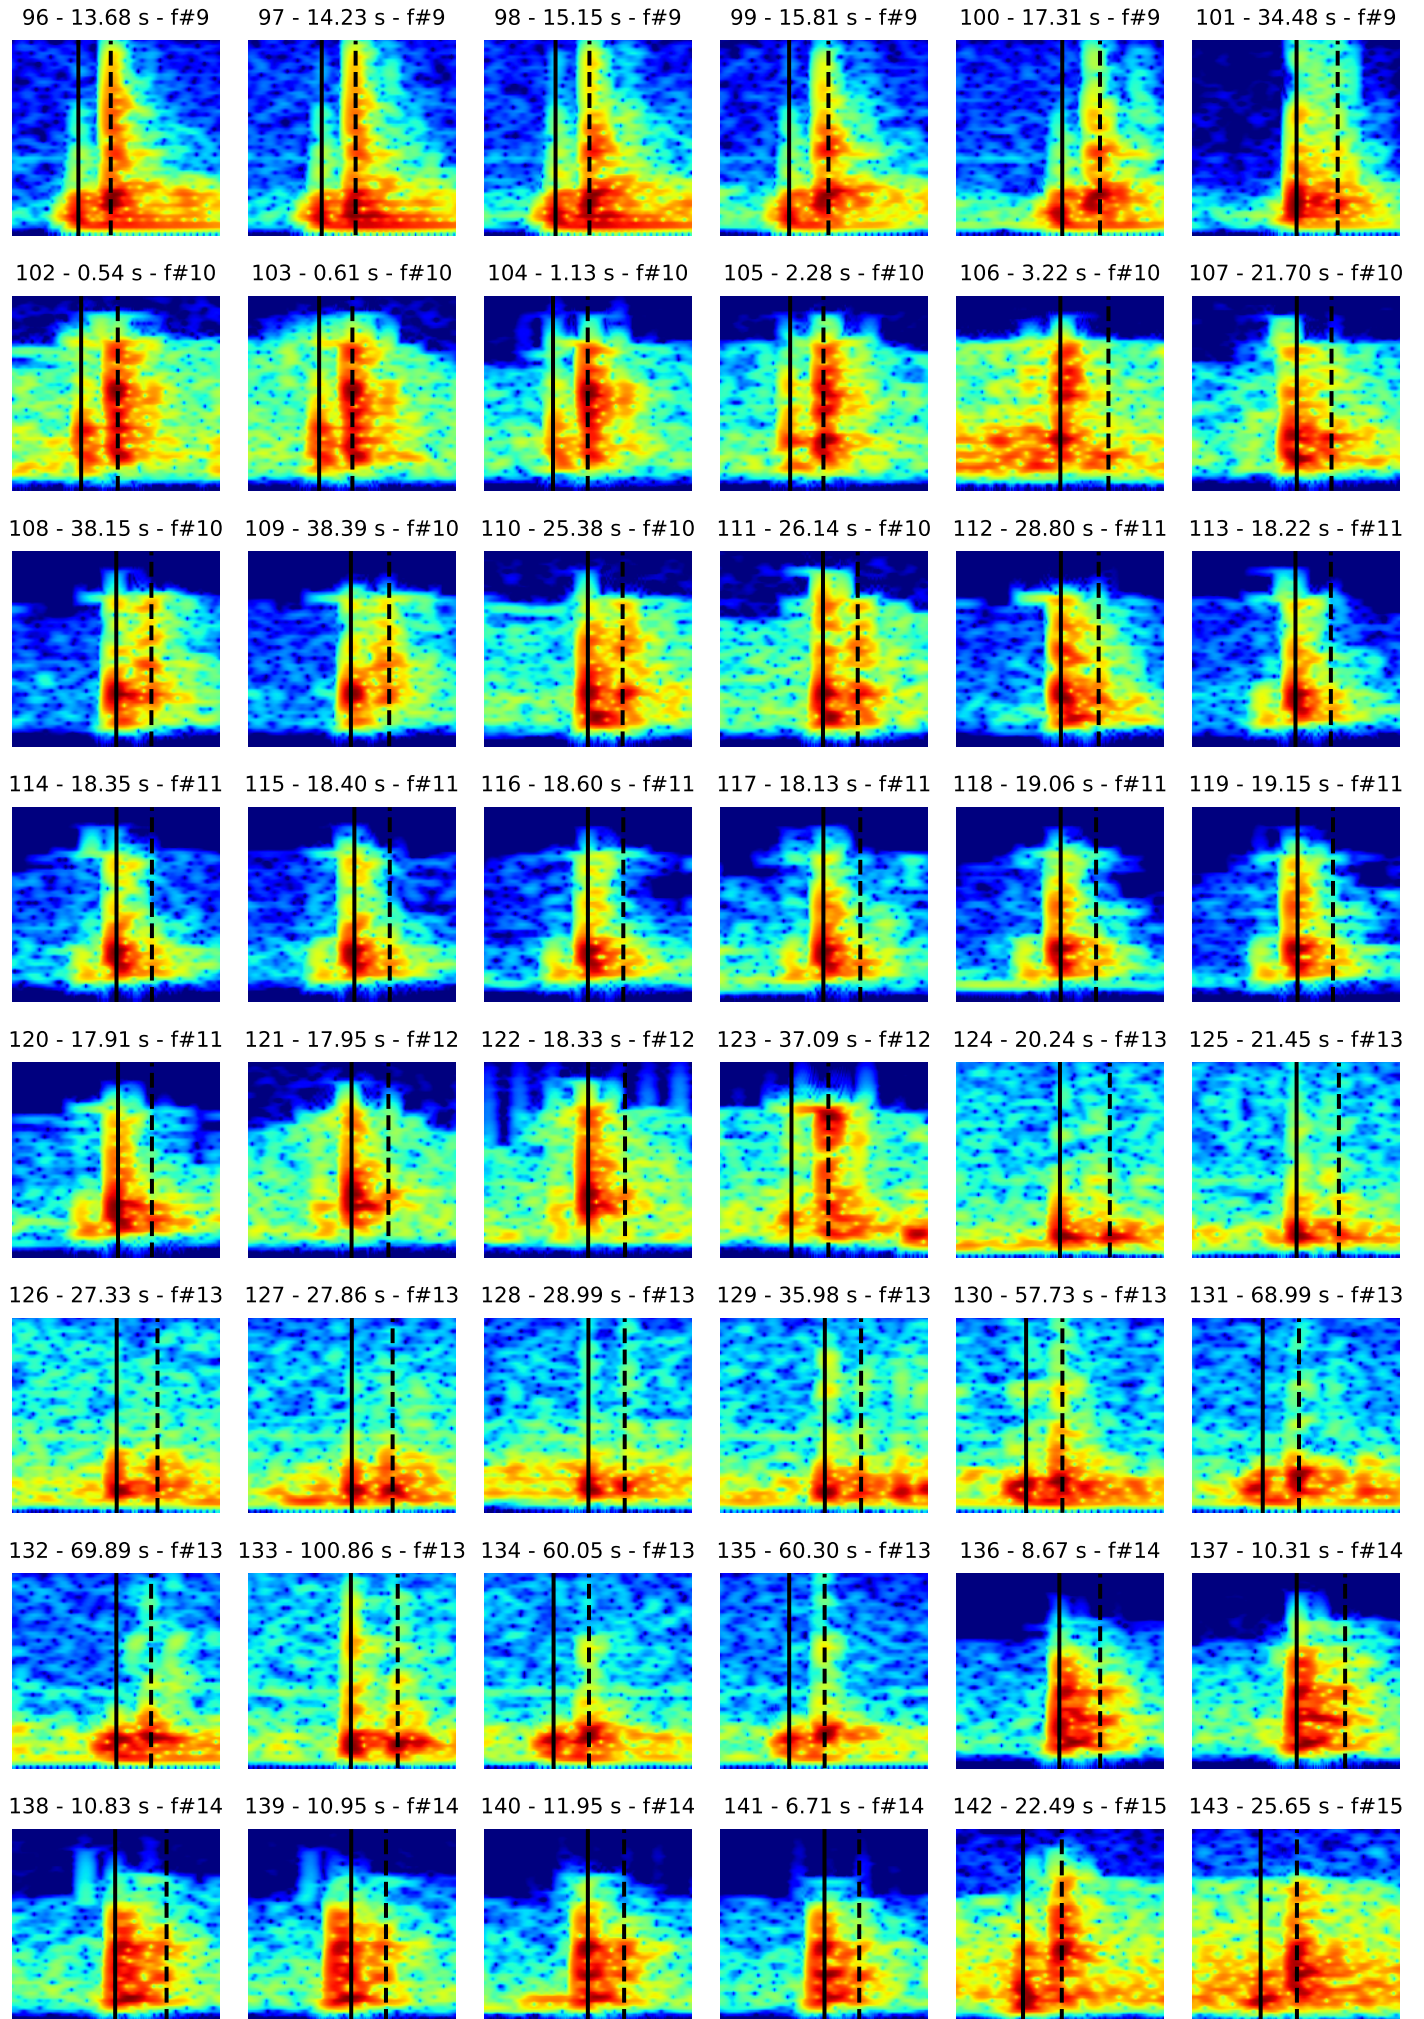 96 - 13.68 s - f#9 97 - 14.23 s - f#9 98 - 15.15 s - f#9 99 - 15.81 s - f#9 100 - 17.31 s - f#9 101 - 34.48 s - f#9
102 - 0.54 s - f#10 103 - 0.61 s - f#10 104 - 1.13 s - f#10 105 - 2.28 s - f#10 106 - 3.22 s - f#10 107 - 21.70 s - f#10
108 - 38.15 s - f#10 109 - 38.39 s - f#10 110 - 25.38 s - f#10 111 - 26.14 s - f#10 112 - 28.80 s - f#11 113 - 18.22 s - f#11
114 - 18.35 s - f#11 115 - 18.40 s - f#11 116 - 18.60 s - f#11 117 - 18.13 s - f#11 118 - 19.06 s - f#11 119 - 19.15 s - f#11
120 - 17.91 s - f#11 121 - 17.95 s - f#12 122 - 18.33 s - f#12 123 - 37.09 s - f#12 124 - 20.24 s - f#13 125 - 21.45 s - f#13
126 - 27.33 s - f#13 127 - 27.86 s - f#13 128 - 28.99 s - f#13 129 - 35.98 s - f#13 130 - 57.73 s - f#13 131 - 68.99 s - f#13
132 - 69.89 s - f#13 133 - 100.86 s - f#13 134 - 60.05 s - f#13 135 - 60.30 s - f#13 136 - 8.67 s - f#14 137 - 10.31 s - f#14
138 - 10.83 s - f#14 139 - 10.95 s - f#14 140 - 11.95 s - f#14 141 - 6.71 s - f#14 142 - 22.49 s - f#15 143 - 25.65 s - f#15